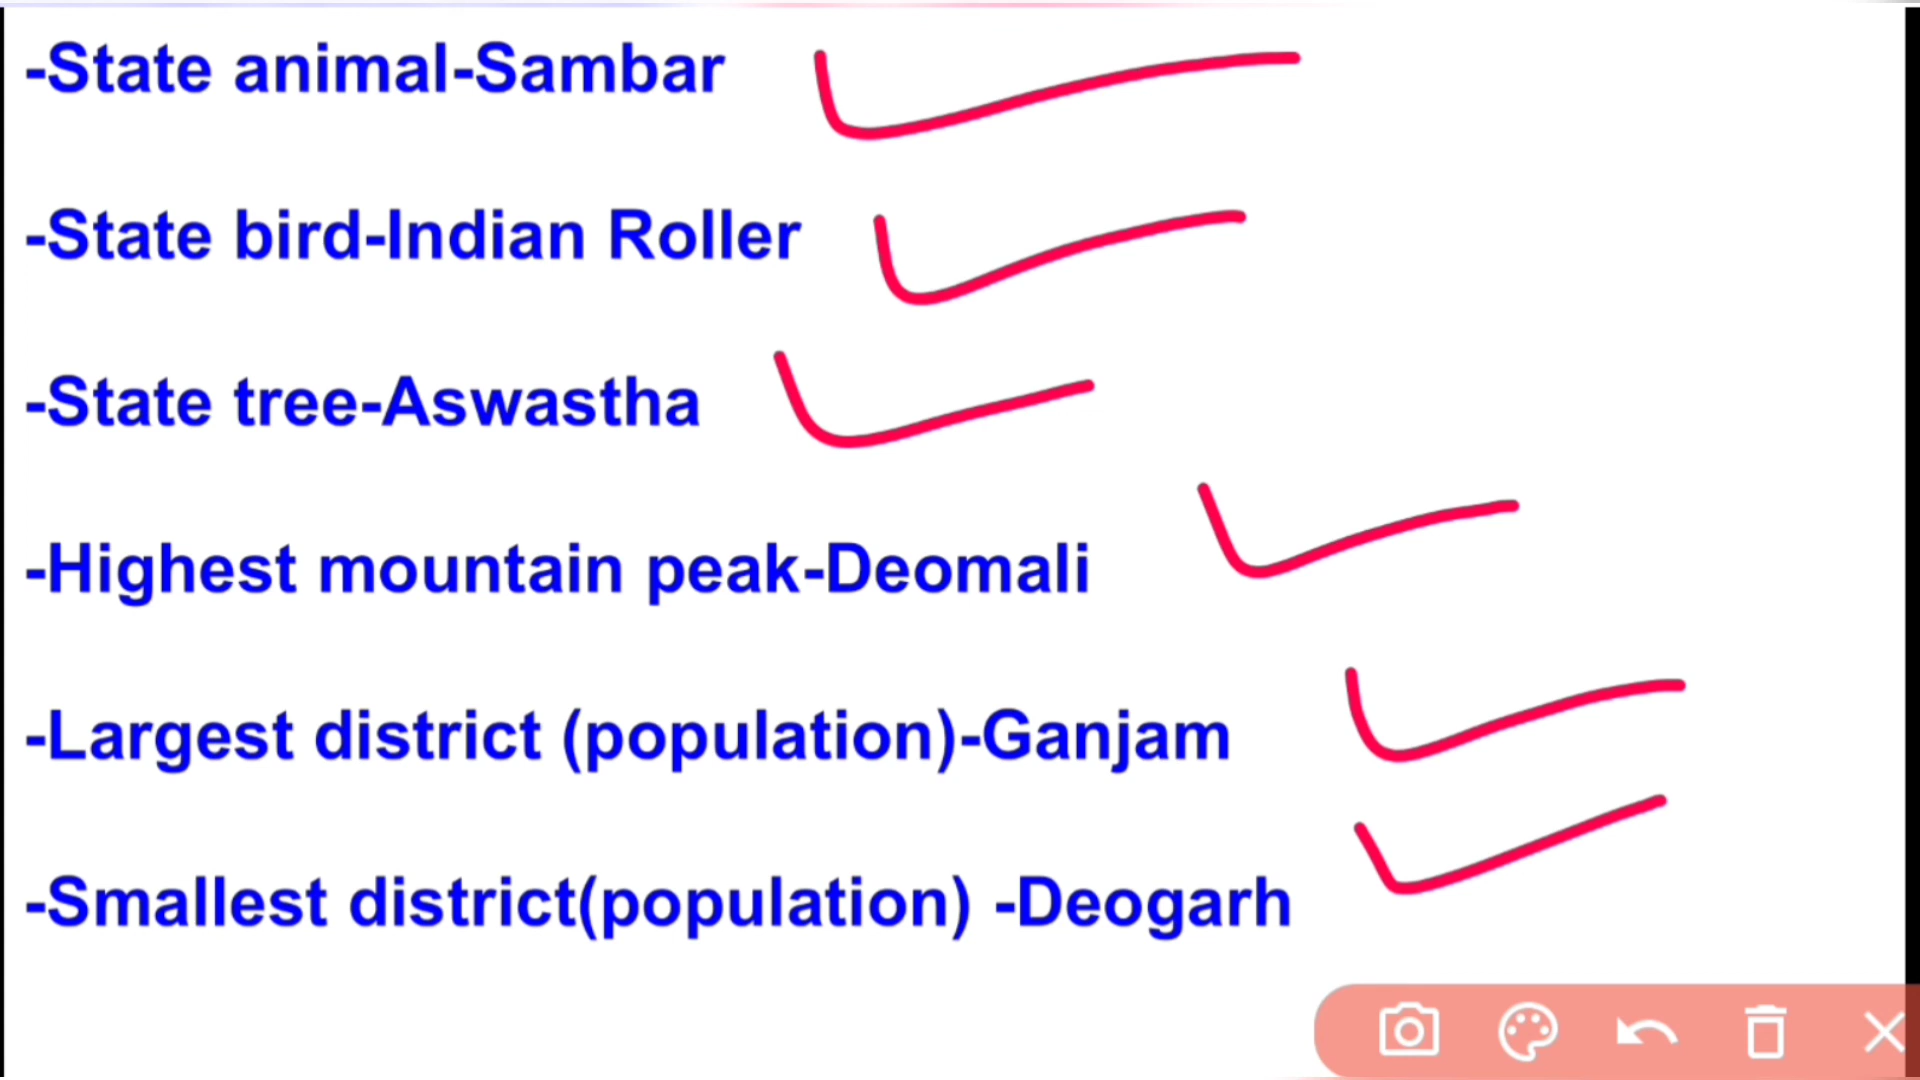 -State animal-Sambar
-State bird-Indian Roller
-State tree-Aswastha
-Highest mountain peak-Deomali
-Largest district (population)-Ganjam
-Smallest district(population) -Deogarh